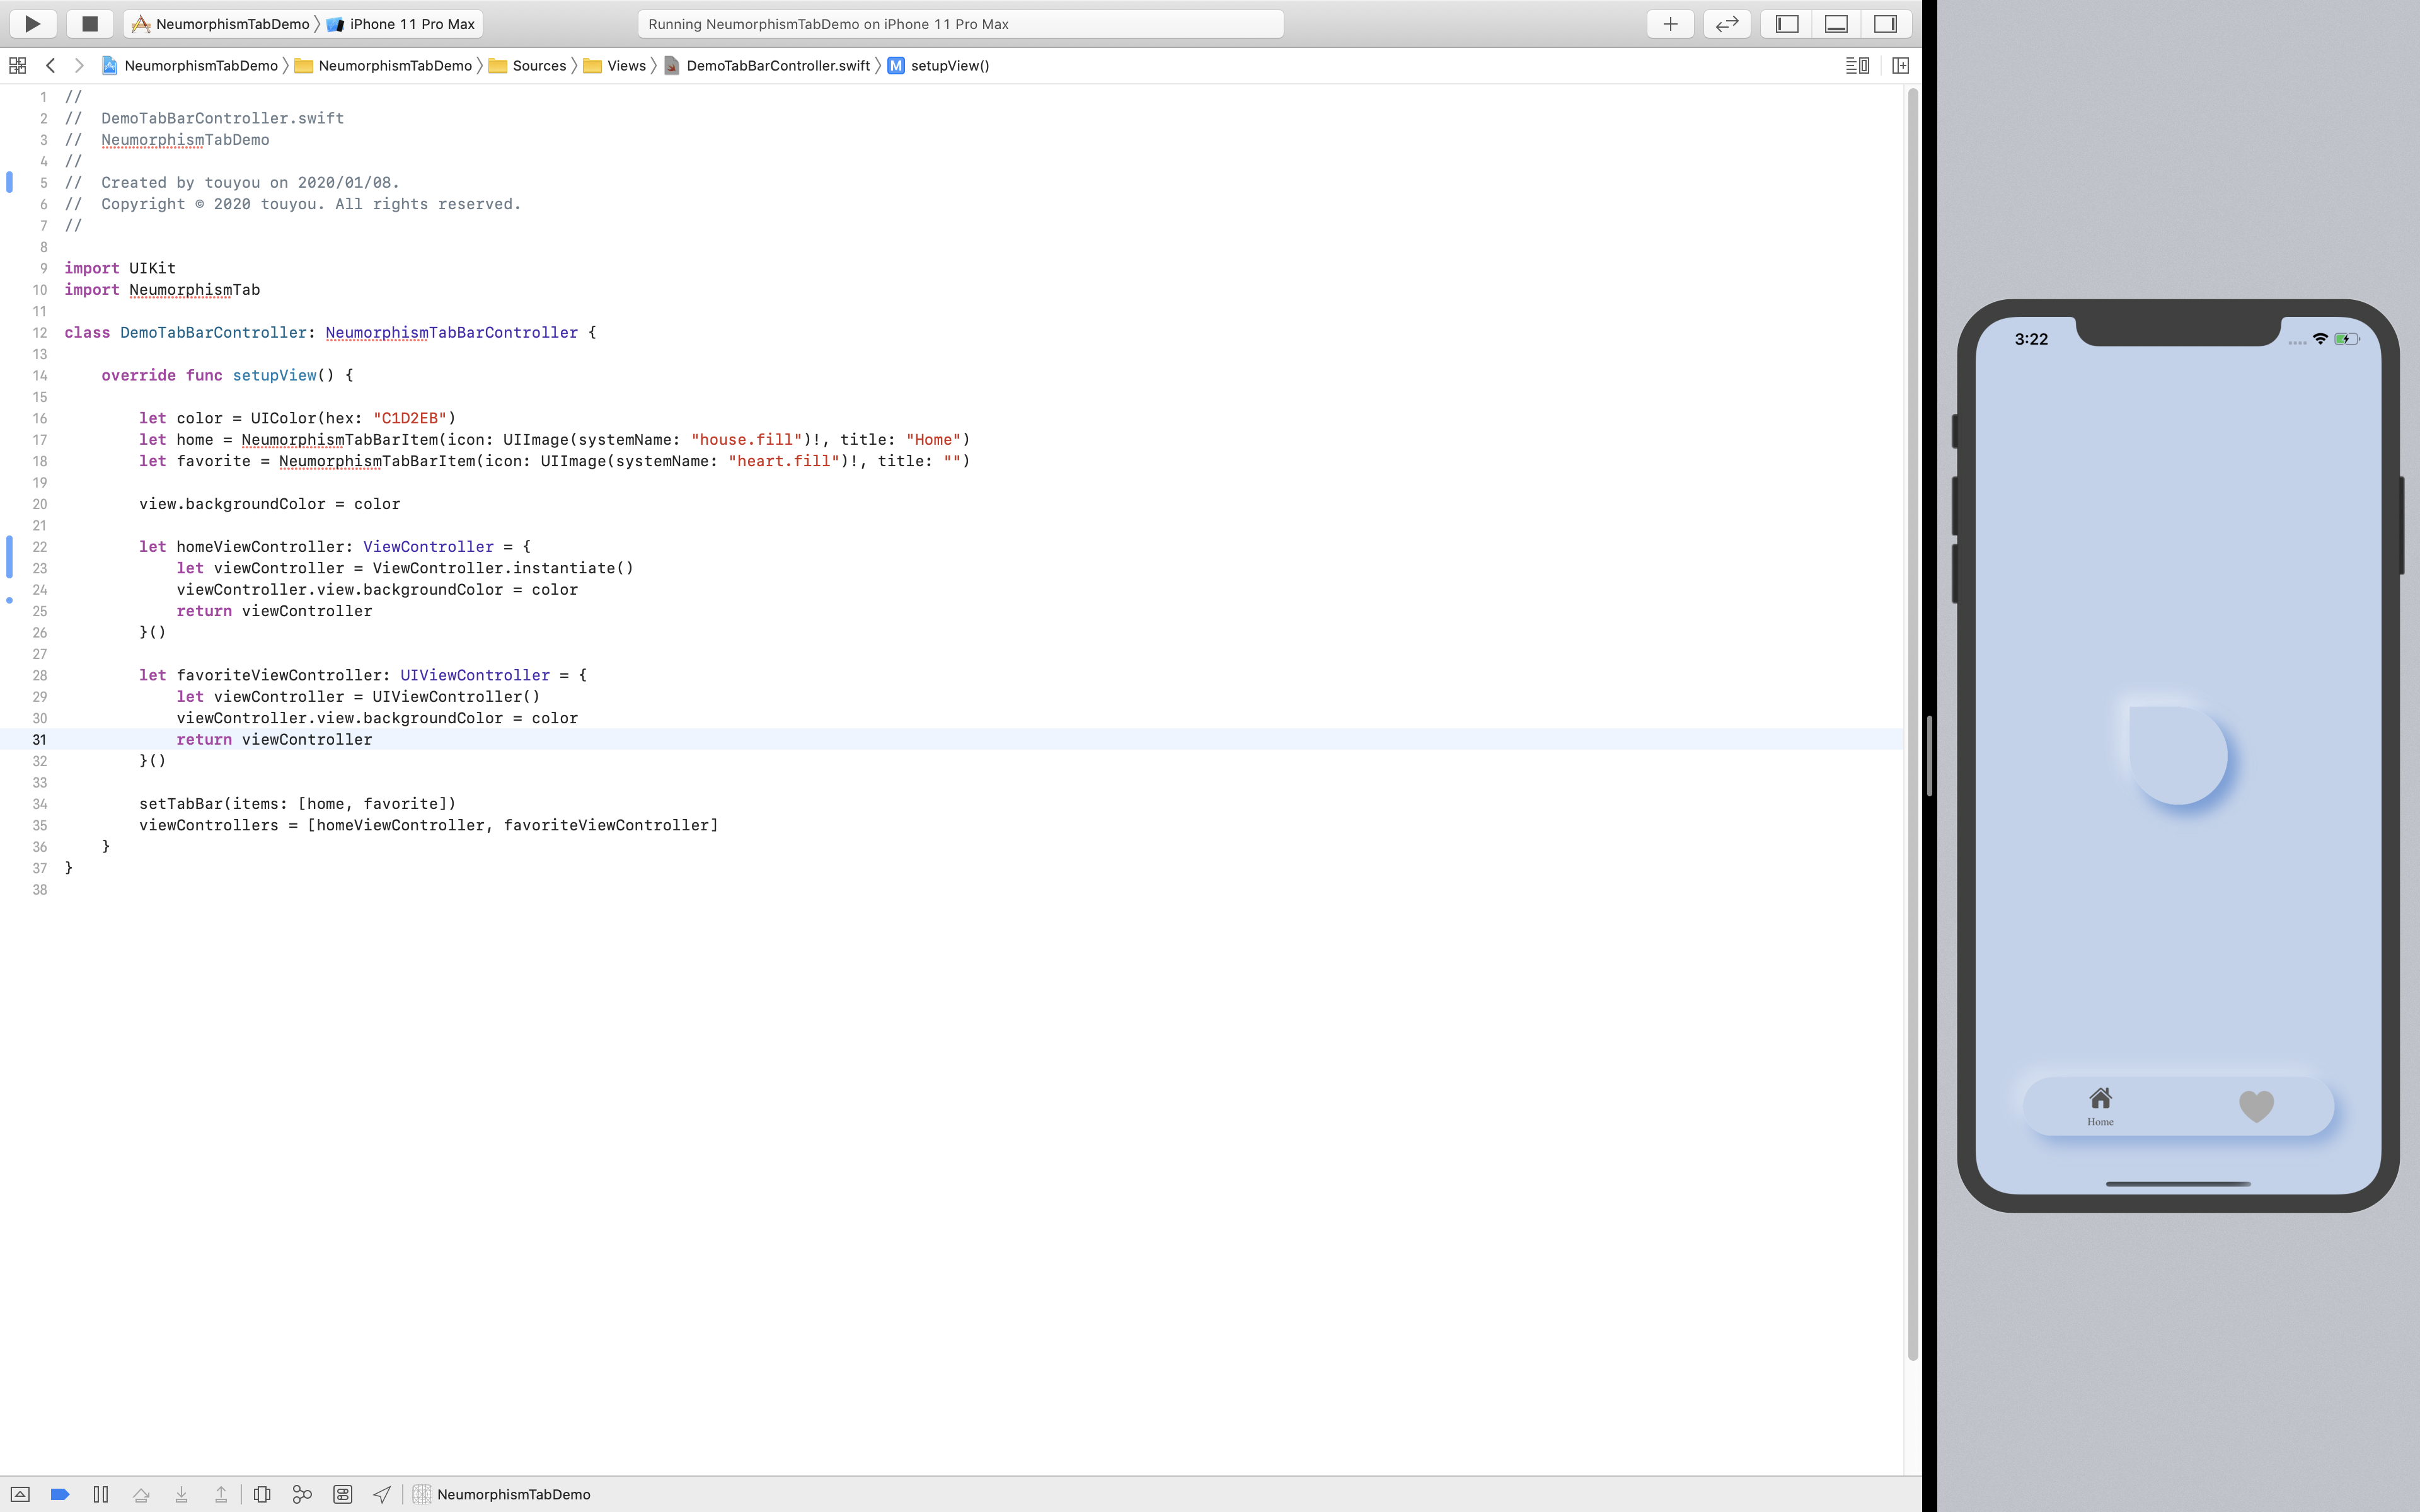 NeumorphismTabDemo 〉 iPhone 11 Pro Max
Running NeumorphismTabDemo on iPhone 11 Pro Max
NeumorphismTabDemo 〉 NeumorphismTabDemo 〉 Sources 〉 Views 〉 DemoTabBarController.swift 〉 M setupView()
1 //
2 //  DemoTabBarController.swift
3 //  NeumorphismTabDemo
4 //
5 //  Created by touyou on 2020/01/08.
6 //  Copyright © 2020 touyou. All rights reserved.
7 //
8
9 import UIKit
10 import NeumorphismTab
11
12 class DemoTabBarController: NeumorphismTabBarController {
13
14     override func setupView() {
15
16         let color = UIColor(hex: "C1D2EB")
17         let home = NeumorphismTabBarItem(icon: UIImage(systemName: "house.fill")!, title: "Home")
18         let favorite = NeumorphismTabBarItem(icon: UIImage(systemName: "heart.fill")!, title: "")
19
20         view.backgroundColor = color
21
22         let homeViewController: ViewController = {
23             let viewController = ViewController.instantiate()
24             viewController.view.backgroundColor = color
25             return viewController
26         }()
27
28         let favoriteViewController: UIViewController = {
29             let viewController = UIViewController()
30             viewController.view.backgroundColor = color
31             return viewController
32         }()
33
34         setTabBar(items: [home, favorite])
35         viewControllers = [homeViewController, favoriteViewController]
36     }
37 }
38
NeumorphismTabDemo
3:22
Home